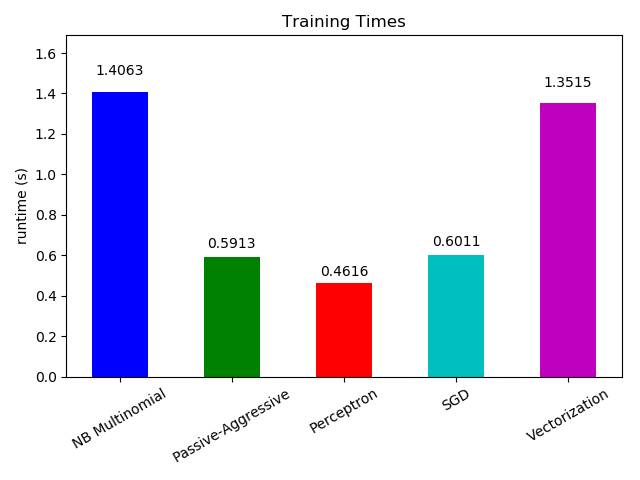 Training Times
runtime (s)
1.6
1.4
1.2
1.0
0.8
0.6
0.4
0.2
0.0
1.4063
0.5913
0.4616
0.6011
1.3515
NB Multinomial
Passive-Aggressive
Perceptron
SGD
Vectorization